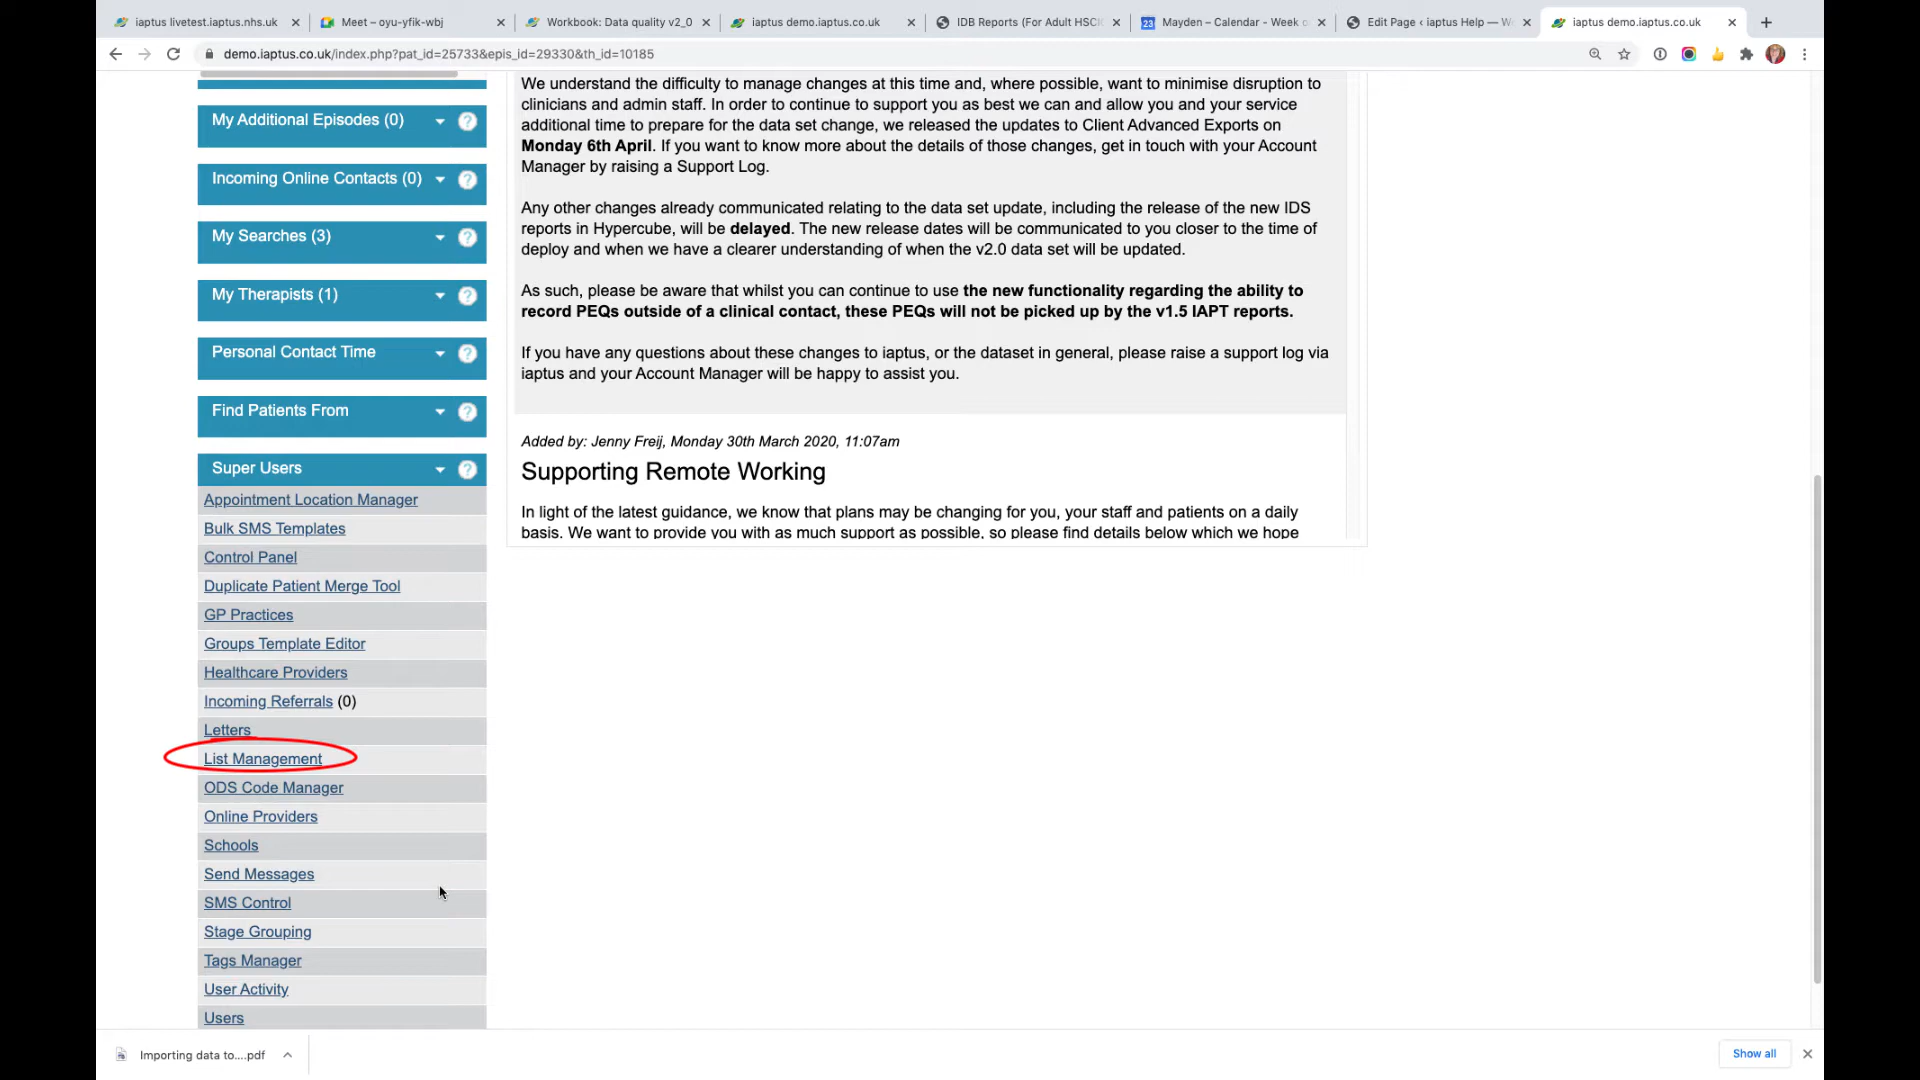 iaptus livetest.iaptus.nhs.uk
Meet – oyu-yfik-wbj
Workbook: Data quality v2_0
iaptus demo.iaptus.co.uk
IDB Reports (For Adult HSCIC
Mayden – Calendar - Week o
Edit Page ‹ iaptus Help — W
iaptus demo.iaptus.co.uk
demo.iaptus.co.uk/index.php?pat_id=25733&epis_id=29330&th_id=10185
My Additional Episodes (0)
Incoming Online Contacts (0)
My Searches (3)
My Therapists (1)
Personal Contact Time
Find Patients From
Super Users
Appointment Location Manager
Bulk SMS Templates
Control Panel
Duplicate Patient Merge Tool
GP Practices
Groups Template Editor
Healthcare Providers
Incoming Referrals (0)
Letters
List Management
ODS Code Manager
Online Providers
Schools
Send Messages
SMS Control
Stage Grouping
Tags Manager
User Activity
Users
We understand the difficulty to manage changes at this time and, where possible, want to minimise disruption to
clinicians and admin staff. In order to continue to support you as best we can and allow you and your service
additional time to prepare for the data set change, we released the updates to Client Advanced Exports on
Monday 6th April. If you want to know more about the details of those changes, get in touch with your Account
Manager by raising a Support Log.
Any other changes already communicated relating to the data set update, including the release of the new IDS
reports in Hypercube, will be delayed. The new release dates will be communicated to you closer to the time of
deploy and when we have a clearer understanding of when the v2.0 data set will be updated.
As such, please be aware that whilst you can continue to use the new functionality regarding the ability to
record PEQs outside of a clinical contact, these PEQs will not be picked up by the v1.5 IAPT reports.
If you have any questions about these changes to iaptus, or the dataset in general, please raise a support log via
iaptus and your Account Manager will be happy to assist you.
Added by: Jenny Freij, Monday 30th March 2020, 11:07am
Supporting Remote Working
In light of the latest guidance, we know that plans may be changing for you, your staff and patients on a daily
basis. We want to provide you with as much support as possible, so please find details below which we hope
Importing data to....pdf
Show all